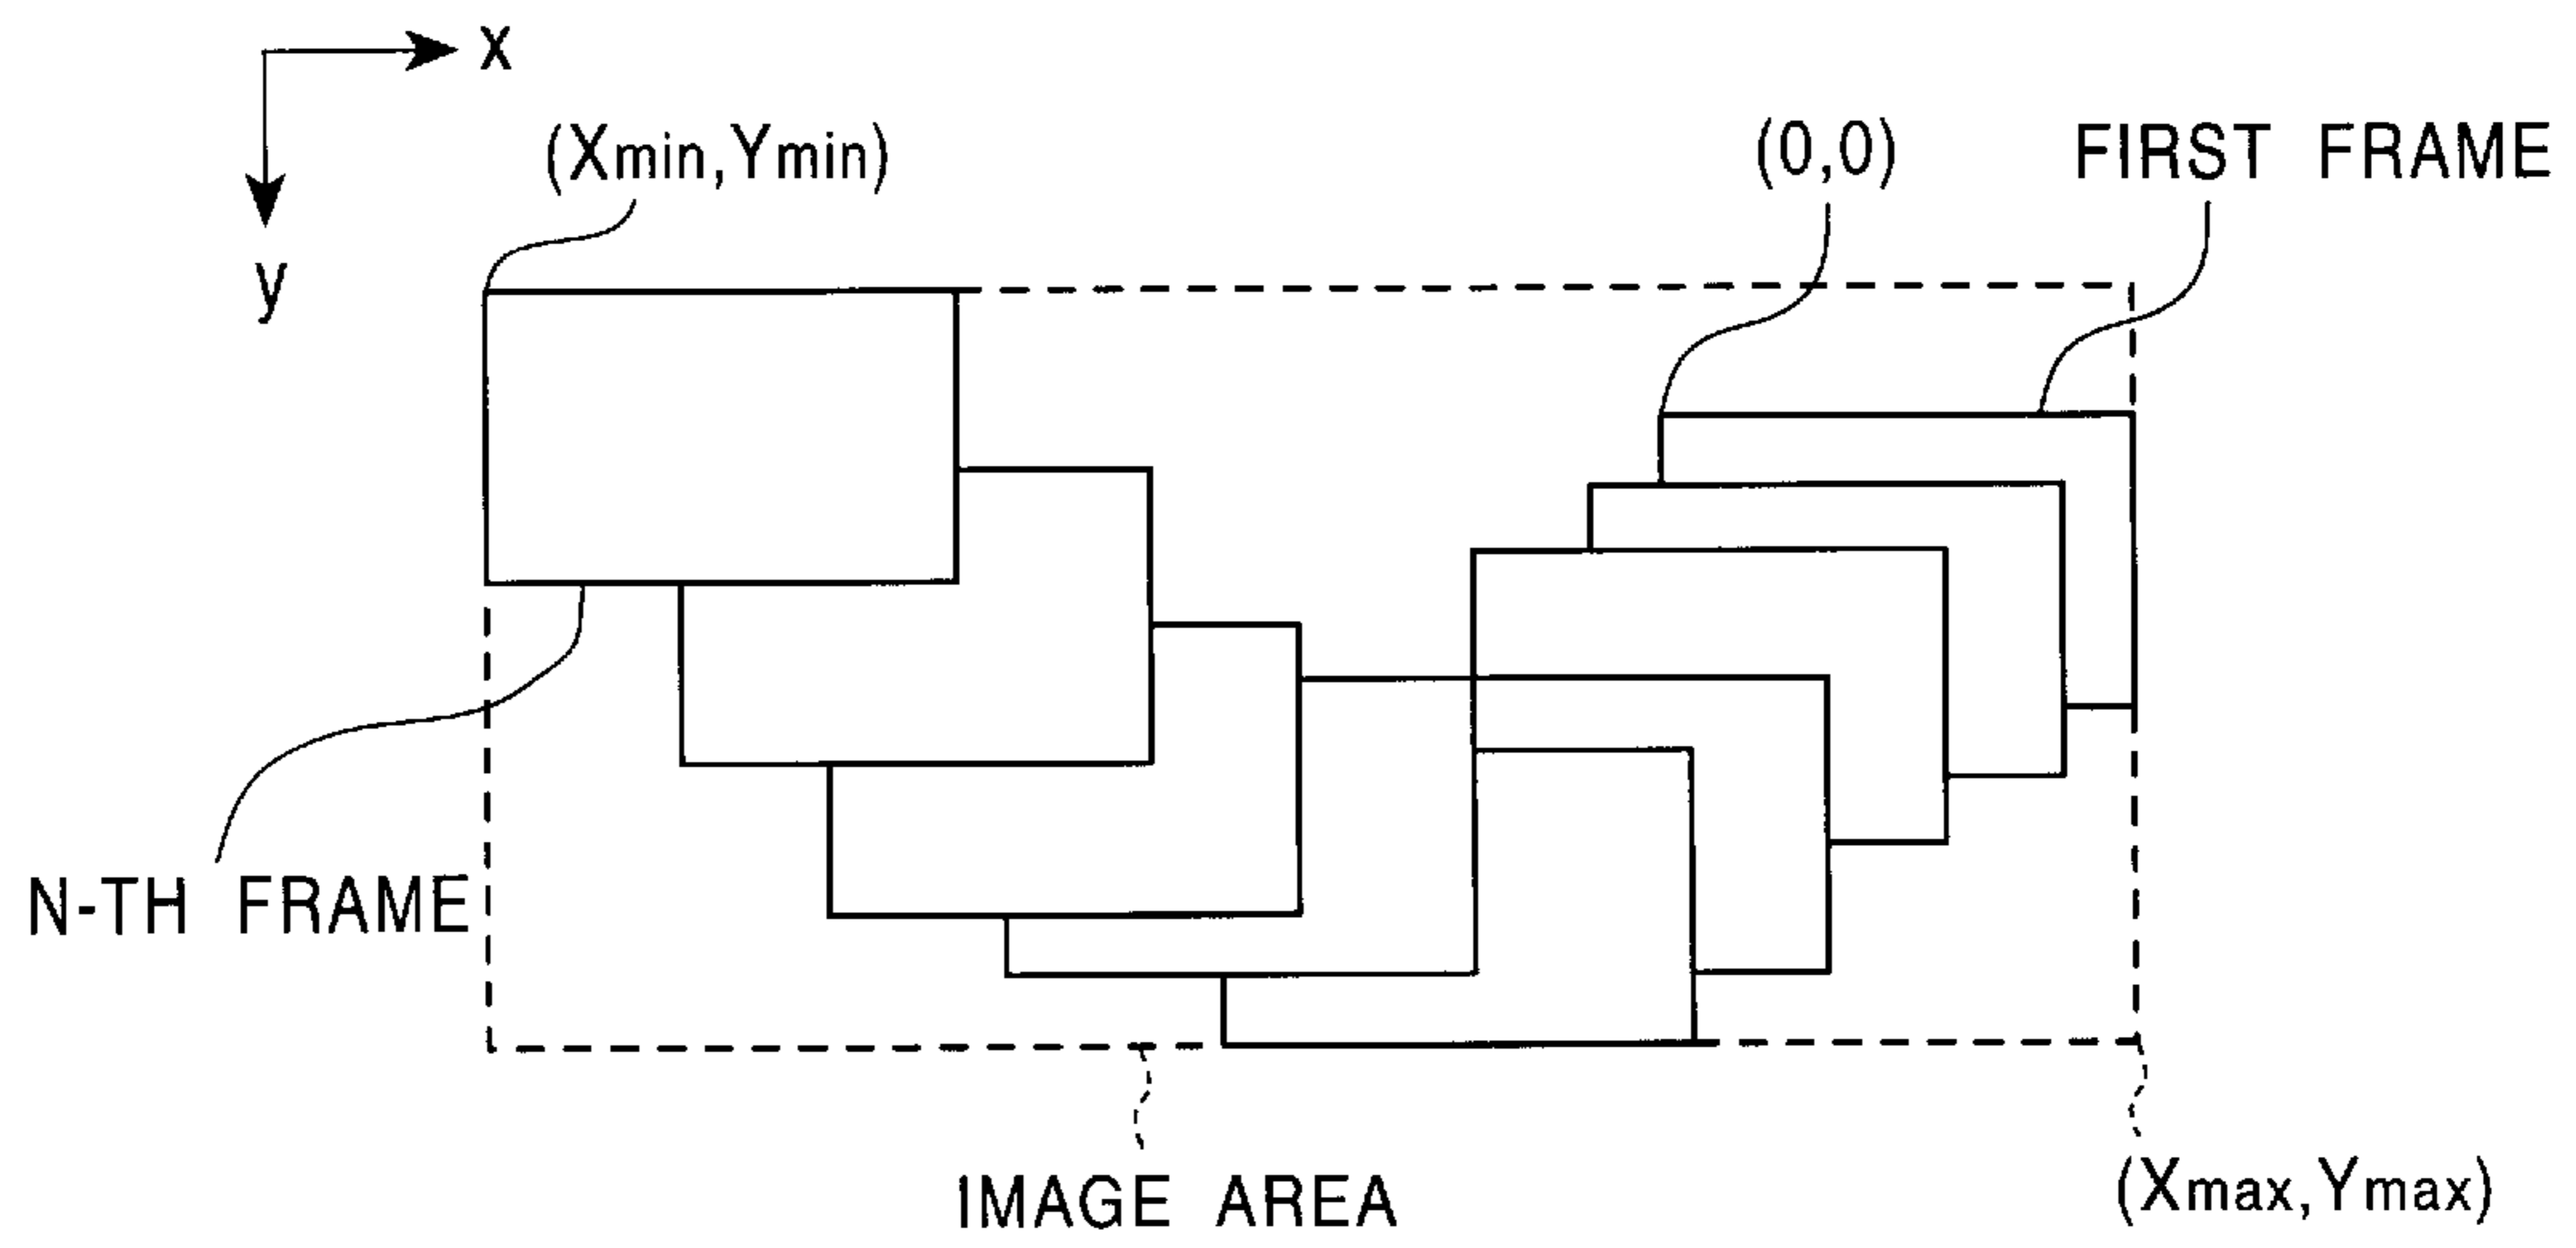 x
y
(Xmin,Ymin)
(0,0)
FIRST FRAME
N-TH FRAME
IMAGE AREA
(Xmax,Ymax)